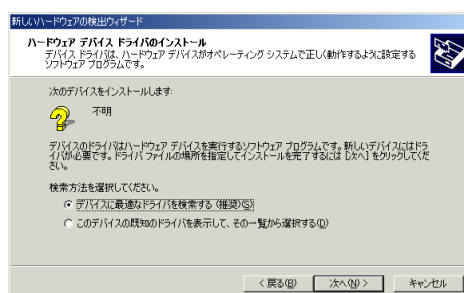 新しいハードウェアの検出ウィザード
ハードウェア デバイス ドライバのインストール
デバイス ドライバは、ハードウェア デバイスがオペレーティング システムで正しく動作するように設定する
ソフトウェア プログラムです。
次のデバイスをインストールします:
不明
デバイスのドライバはハードウェア デバイスを実行するソフトウェア プログラムです。新しいデバイスにはドラ
イバが必要です。ドライバ ファイルの場所を指定してインストールを完了するには [次へ] をクリックしてくだ
さい。
検索方法を選択してください。
デバイスに最適なドライバを検索する (推奨)(S)
このデバイスの既知のドライバを表示して、その一覧から選択する(D)
< 戻る(B)
次へ(N) >
キャンセル